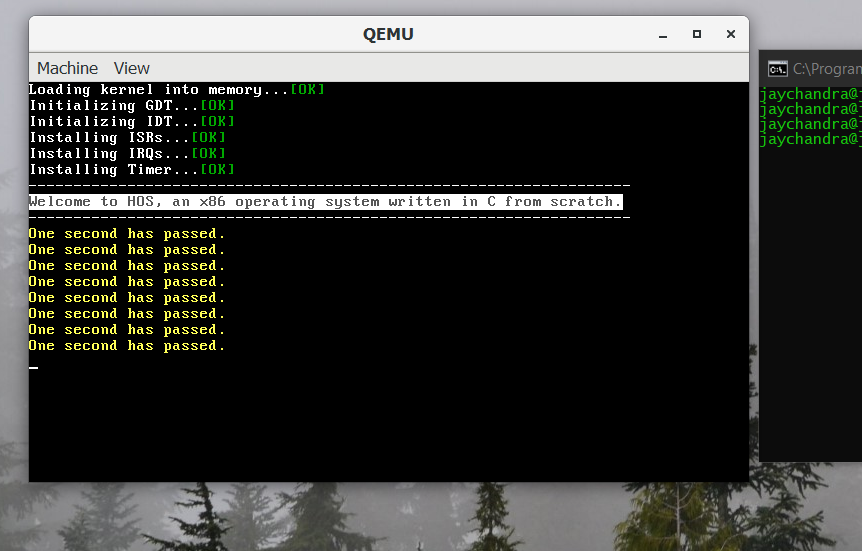 QEMU
Machine View
Loading kernel into memory...[OK]
Initializing GDT...[OK]
Initializing IDT...[OK]
Installing ISRs...[OK]
Installing IRQs...[OK]
Installing Timer...[OK]
-------------------------------------------------------------------
Welcome to HOS, an x86 operating system written in C from scratch.
-------------------------------------------------------------------
One second has passed.
One second has passed.
One second has passed.
One second has passed.
One second has passed.
One second has passed.
One second has passed.
One second has passed.
_
C:\Program
jaychandra@j
jaychandra@j
jaychandra@j
jaychandra@j